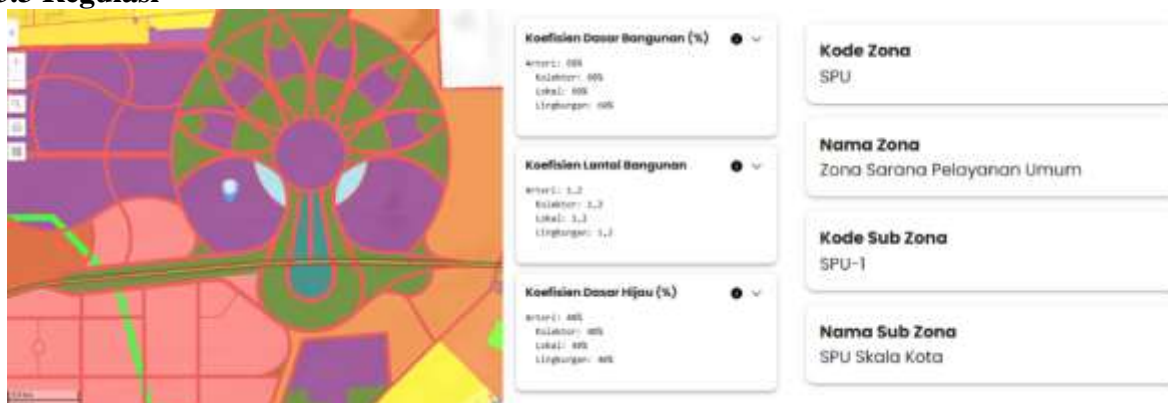 Regulasi
Koefisien Dasar Bangunan (%)
Arteri: 60%
Kolektor: 60%
Lokal: 60%
Lingkungan: 60%
Koefisien Lantai Bangunan
Arteri: 1,2
Kolektor: 1,2
Lokal: 1,2
Lingkungan: 1,2
Koefisien Dasar Hijau (%)
Arteri: 40%
Kolektor: 40%
Lokal: 40%
Lingkungan: 40%
Kode Zona
SPU
Nama Zona
Zona Sarana Pelayanan Umum
Kode Sub Zona
SPU-1
Nama Sub Zona
SPU Skala Kota